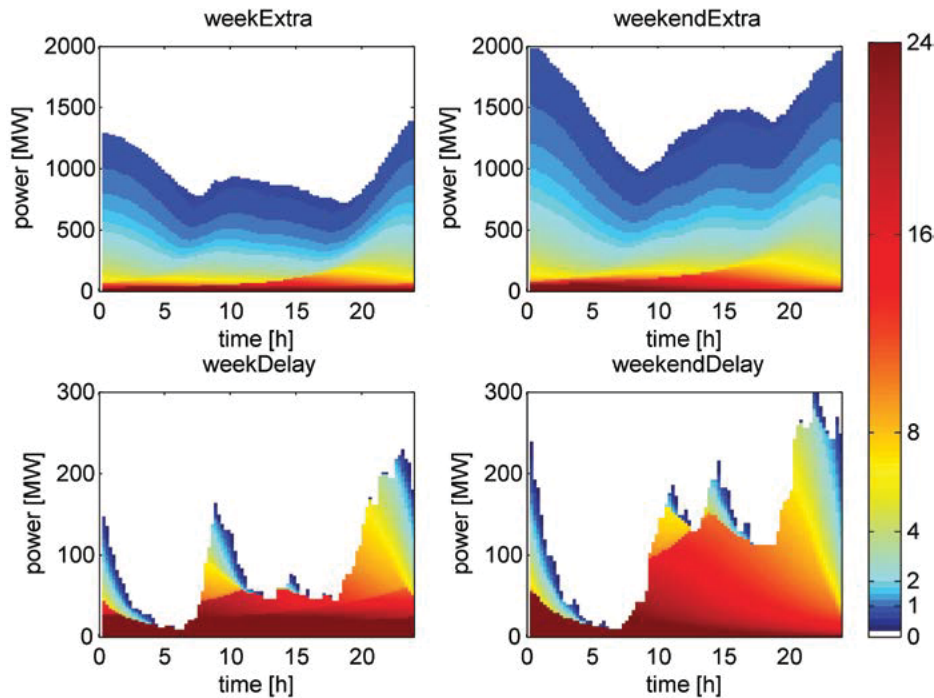 weekExtra
weekendExtra
2000
1500
1000
500
0
power [MW]
0 5 10 15 20
time [h]
2000
1500
1000
500
0
power [MW]
0 5 10 15 20
time [h]
weekDelay
weekendDelay
300
200
100
0
power [MW]
0 5 10 15 20
time [h]
300
200
100
0
power [MW]
0 5 10 15 20
time [h]
24
16
8
4
2
1
0